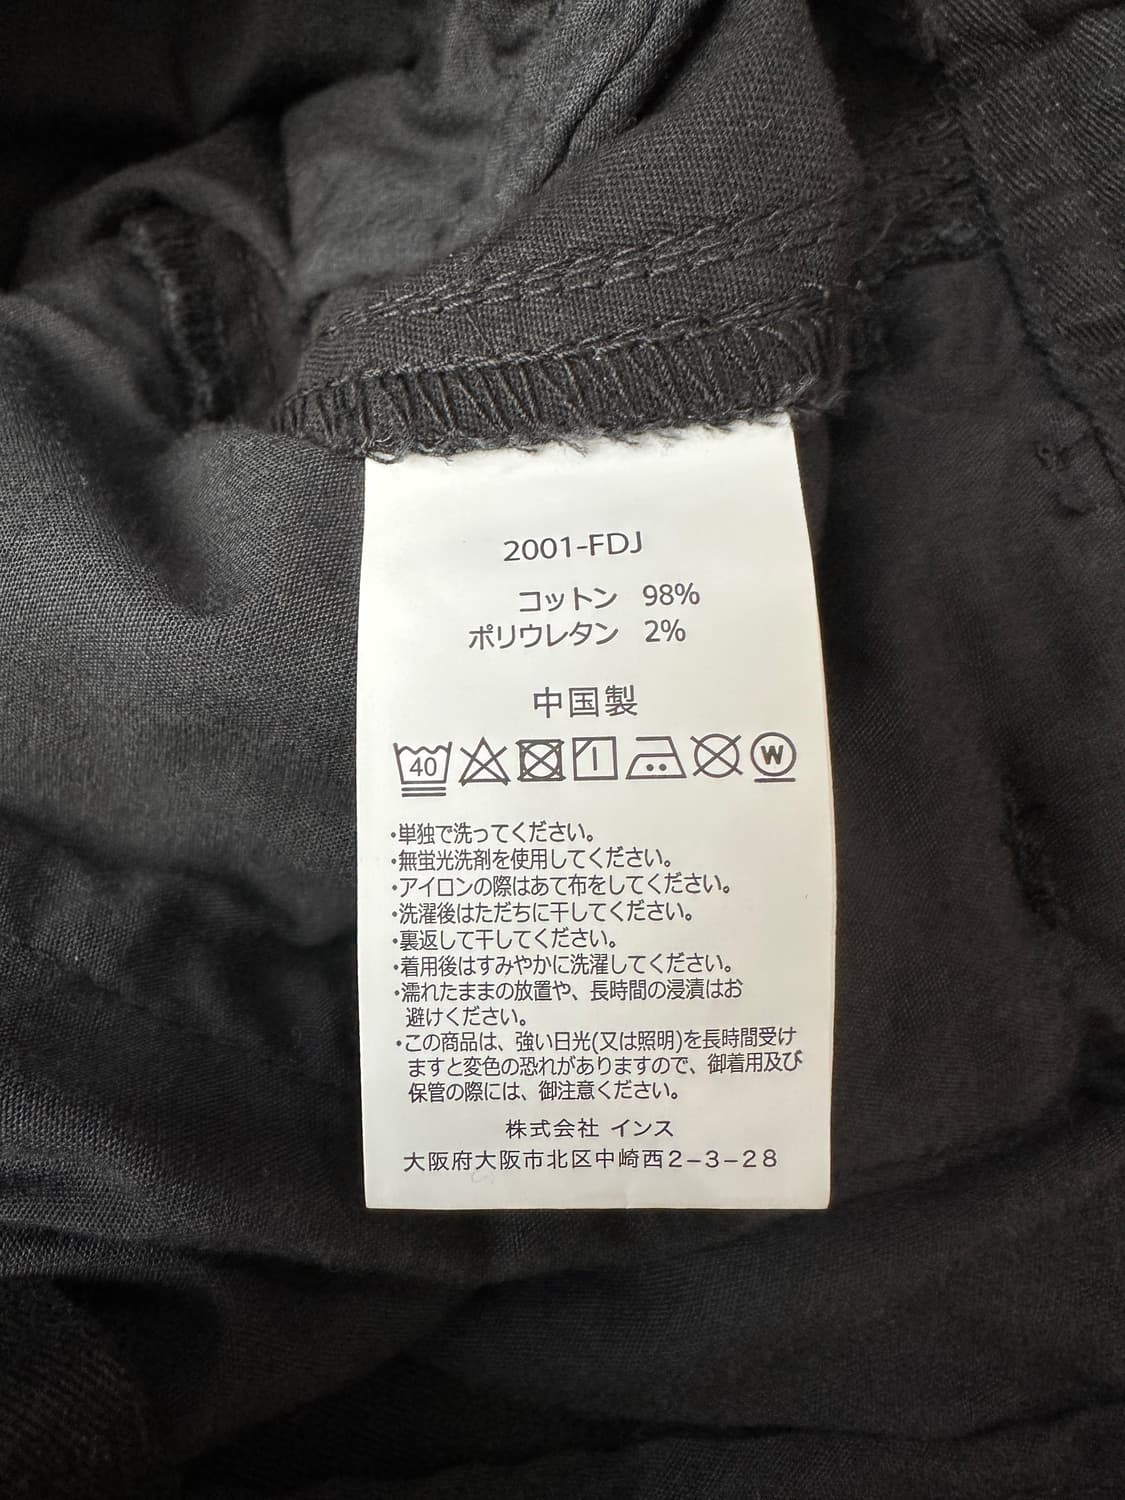 2001-FDJ
コットン 98%
ポリウレタン 2%
中国製
40 W
・単独で洗ってください。
・無蛍光洗剤を使用してください。
・アイロンの際はあて布をしてください。
・洗濯後はただちに干してください。
・裏返して干してください。
・着用後はすみやかに洗濯してください。
・濡れたままの放置や、長時間の浸漬はお
避けください。
・この商品は、強い日光(又は照明)を長時間受け
ますと変色の恐れがありますので、御着用及び
保管の際には、御注意ください。
株式会社 インス
大阪府大阪市北区中崎西2-3-28